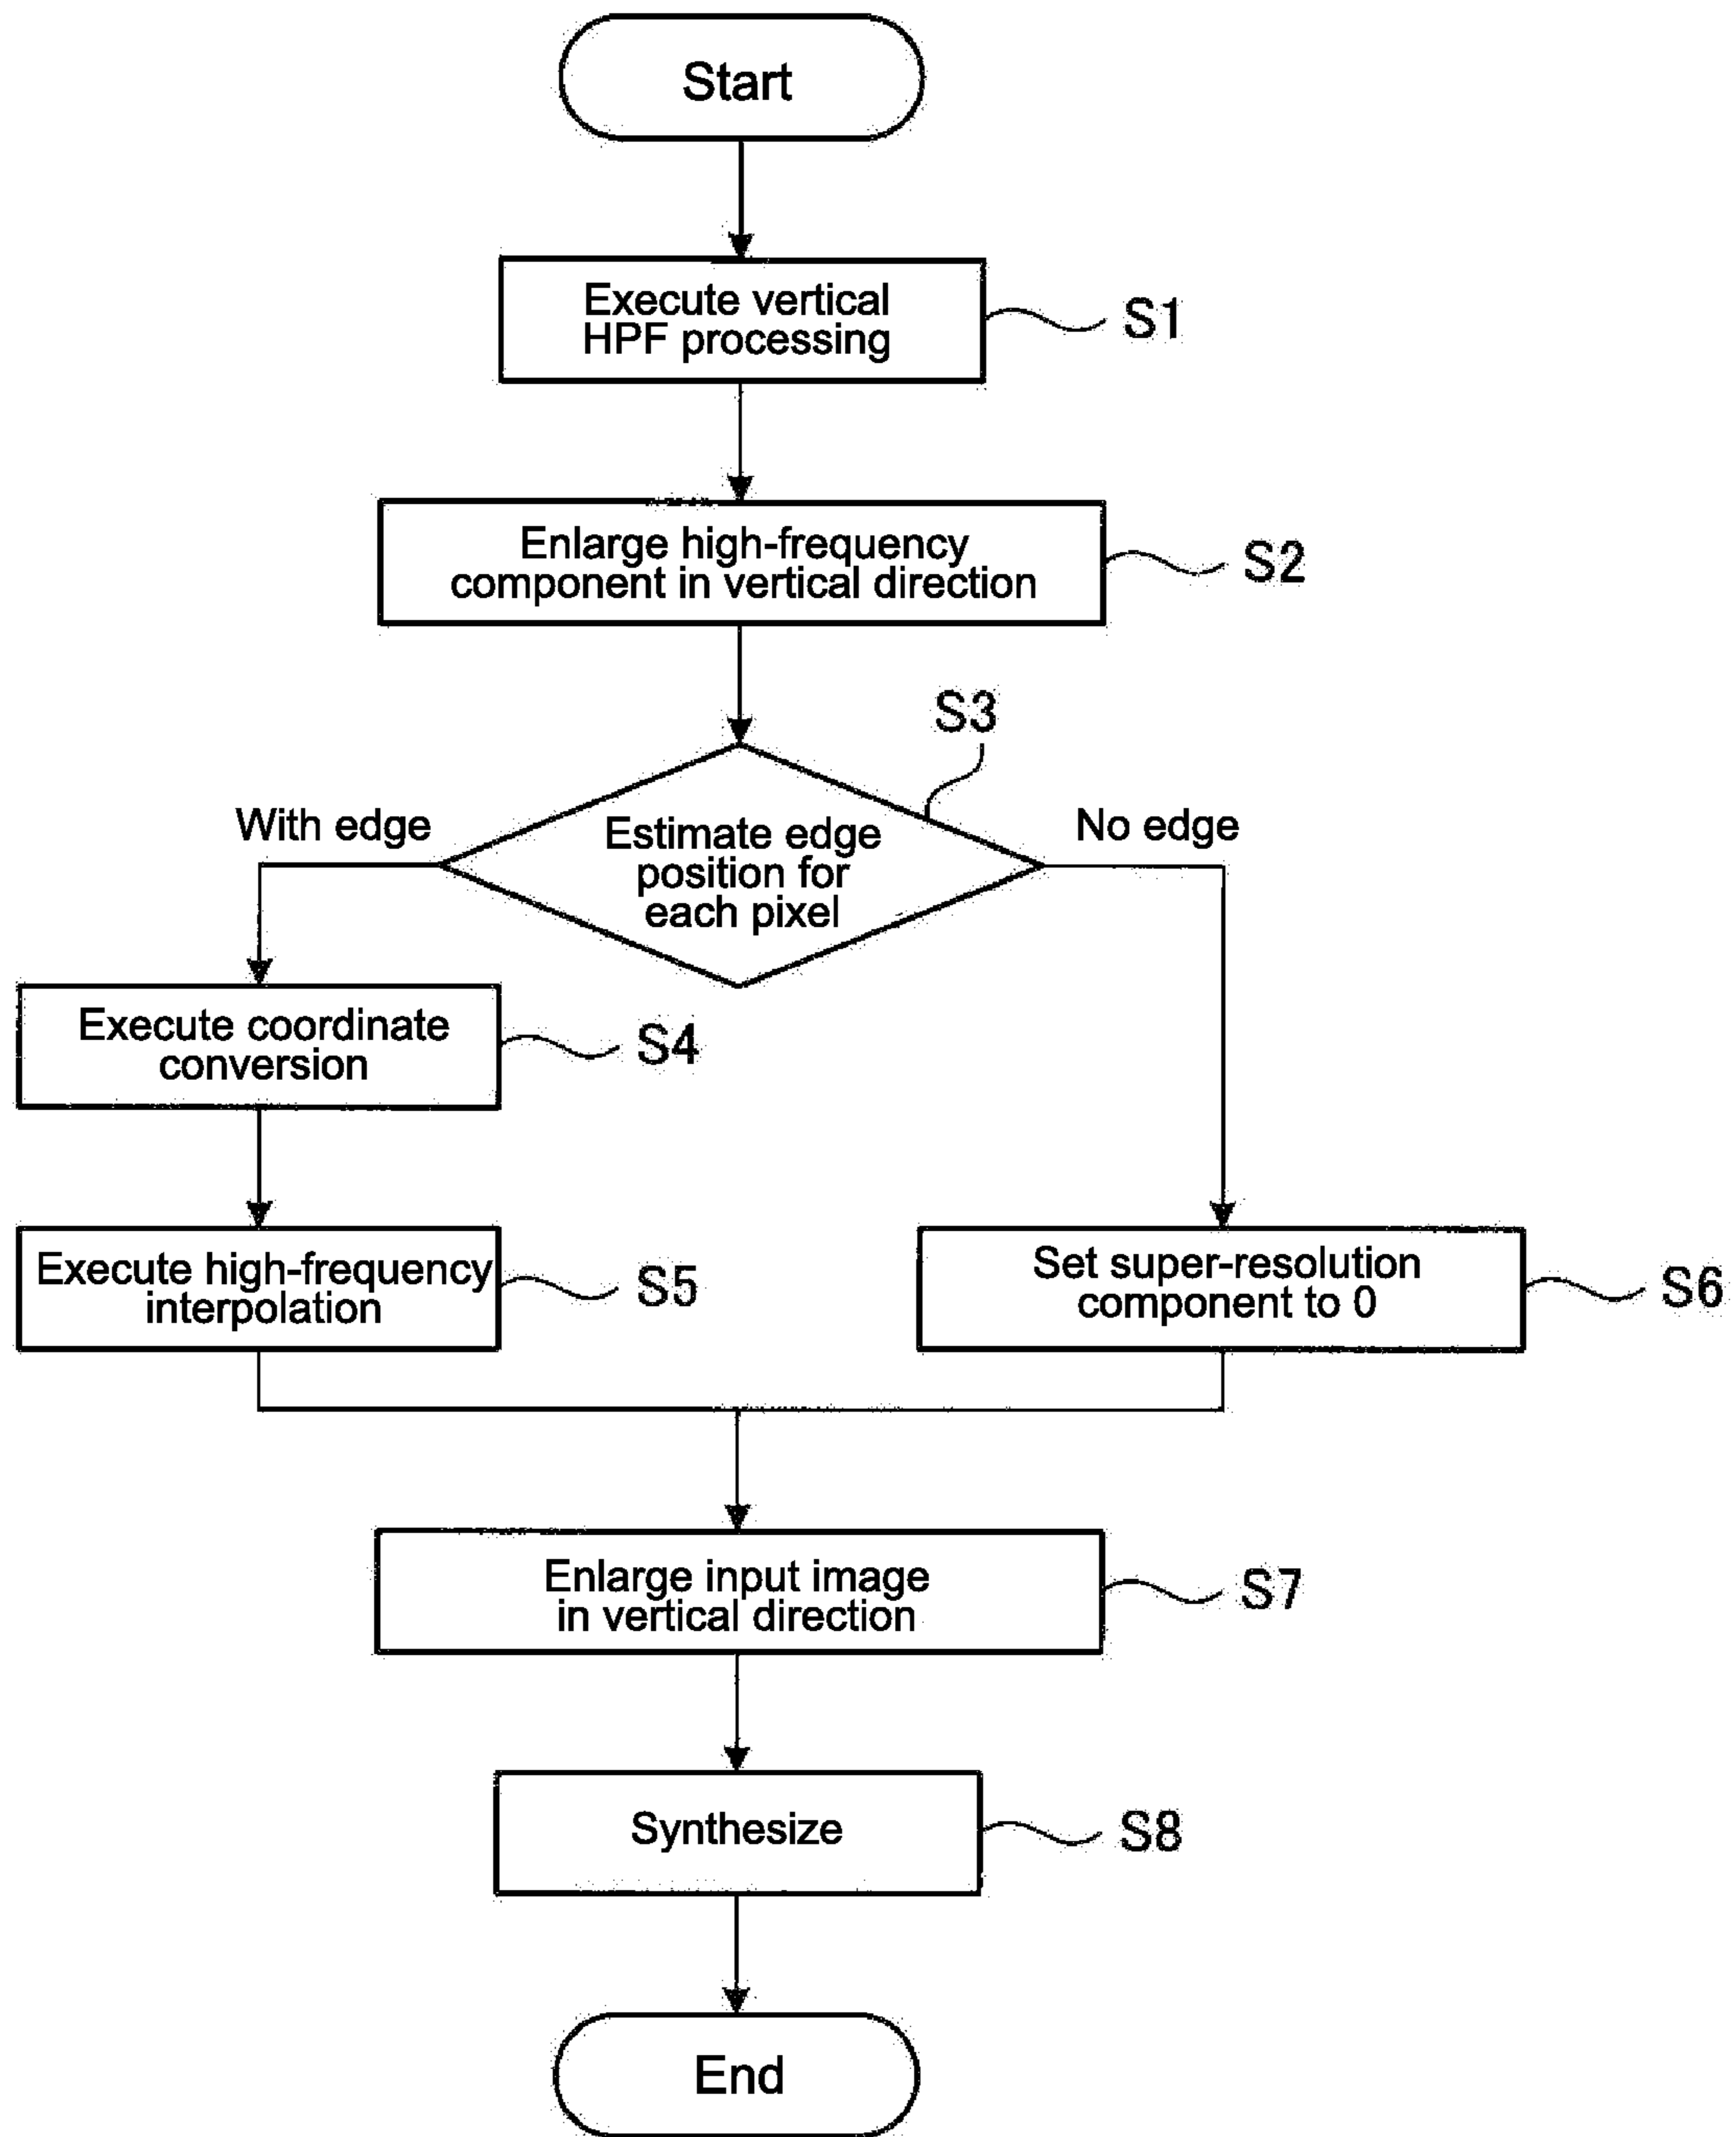 Start
Execute vertical
HPF processing
S1
Enlarge high-frequency
component in vertical direction
S2
S3
With edge
No edge
Estimate edge
position for
each pixel
Execute coordinate
conversion
S4
Execute high-frequency
interpolation
S5
Set super-resolution
component to 0
S6
Enlarge input image
in vertical direction
S7
Synthesize
S8
End